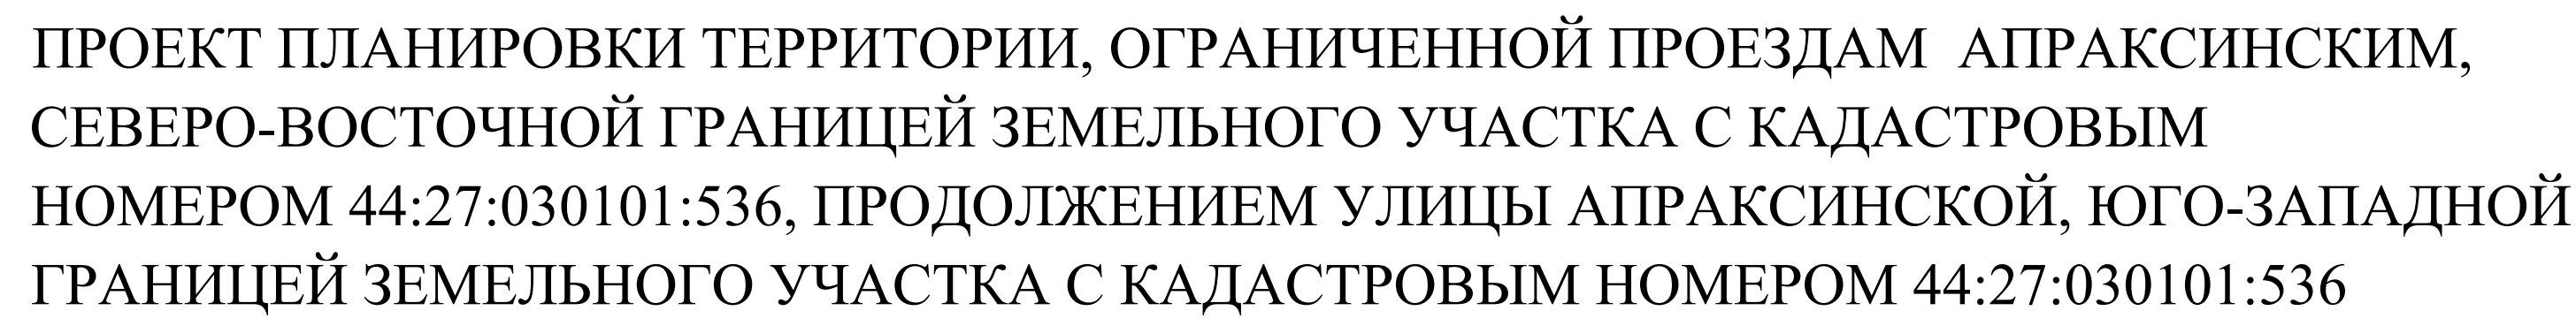 ПРОЕКТ ПЛАНИРОВКИ ТЕРРИТОРИИ, ОГРАНИЧЕННОЙ ПРОЕЗДАМ  АПРАКСИНСКИМ,
СЕВЕРО-ВОСТОЧНОЙ ГРАНИЦЕЙ ЗЕМЕЛЬНОГО УЧАСТКА С КАДАСТРОВЫМ
НОМЕРОМ 44:27:030101:536, ПРОДОЛЖЕНИЕМ УЛИЦЫ АПРАКСИНСКОЙ, ЮГО-ЗАПАДНОЙ
ГРАНИЦЕЙ ЗЕМЕЛЬНОГО УЧАСТКА С КАДАСТРОВЫМ НОМЕРОМ 44:27:030101:536